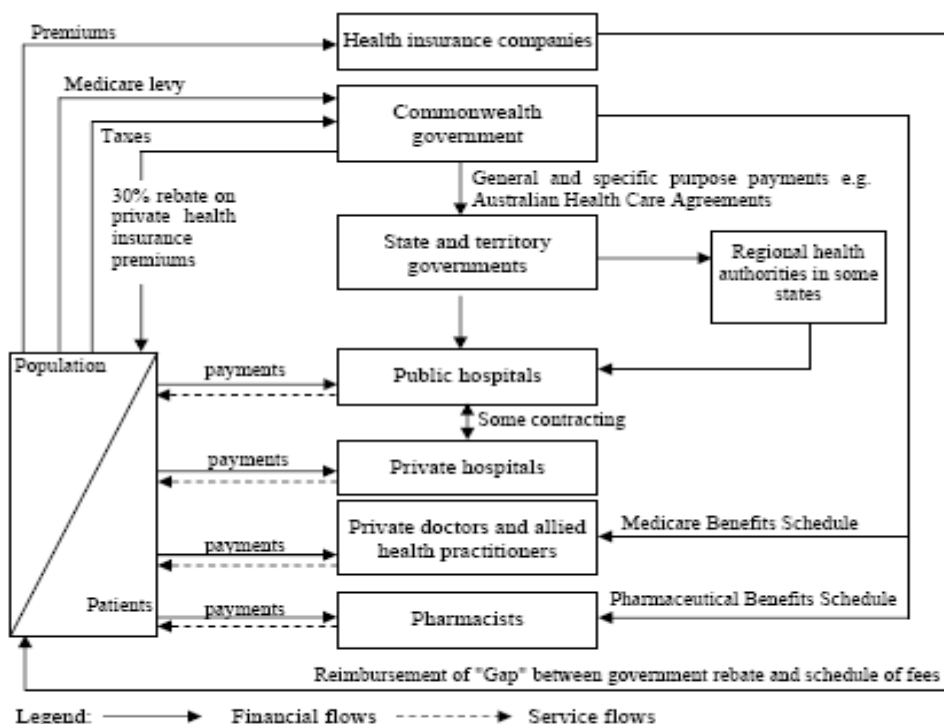 Premiums
Health insurance companies
Medicare levy
Commonwealth
government
Taxes
30% rebate on
private health
insurance
premiums
General and specific purpose payments e.g.
Australian Health Care Agreements
State and territory
governments
Regional health
authorities in some
states
Population
payments
Public hospitals
Some contracting
payments
Private hospitals
Private doctors and allied
health practitioners
Medicare Benefits Schedule
payments
Patients
payments
Pharmacists
Pharmaceutical Benefits Schedule
Reimbursement of "Gap" between government rebate and schedule of fees
Legend: Financial flows Service flows